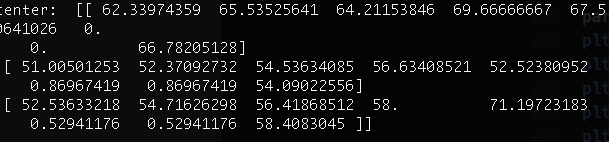 center:  [[ 62.33974359  65.53525641  64.21153846  69.66666667  67.5
0641026  0.
0.  66.78205128]
[ 51.00501253  52.37092732  54.53634085  56.63408521  52.52380952
0.86967419  0.86967419  54.09022556]
[ 52.53633218  54.71626298  56.41868512  58.  71.19723183
0.52941176  0.52941176  58.4083045 ]]